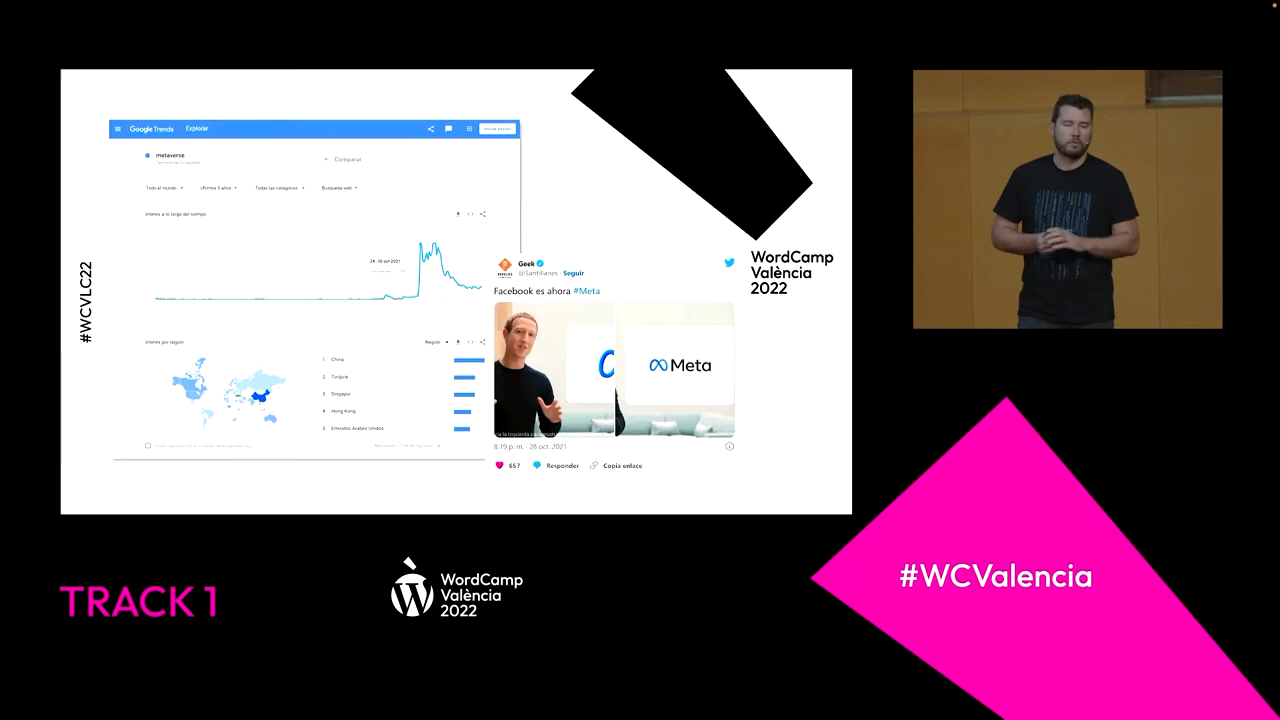 #WCVLC22
Google Trends Explorar
metaverse
+ Comparar
Todo el mundo Últimos 5 años Todas las categorías Búsqueda web
Interés a lo largo del tiempo
24 - 30 oct 2021
Interés por región
Región
1 China
2 Turquía
3 Singapur
4 Hong Kong
5 Emiratos Árabes Unidos
Geek
@Santillanes · Seguir
Facebook es ahora #Meta
Meta
8:19 p. m. · 28 oct. 2021
657 Responder Copia enlace
WordCamp
València
2022
TRACK 1
WordCamp
València
2022
#WCValencia